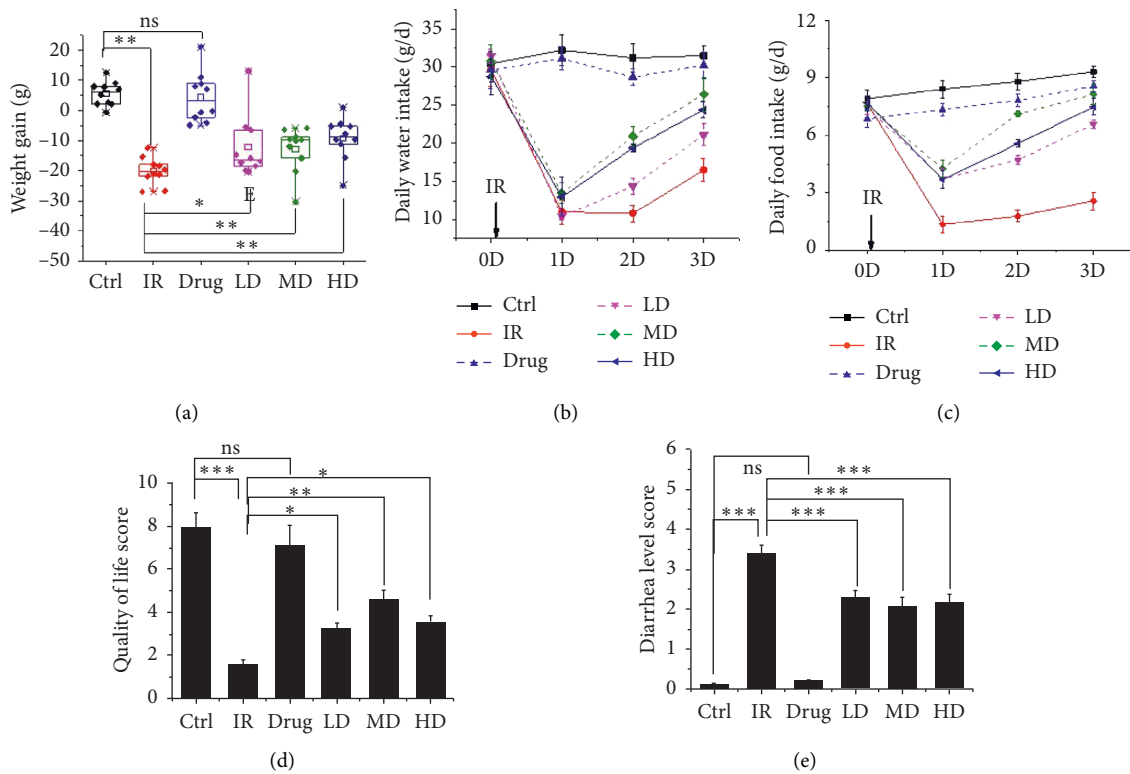 ns
**
20
10
0
−10
−20
−30
−40
−50
Weight gain (g)
E
*
**
**
Ctrl IR Drug LD MD HD
(a)
35
30
25
20
15
10
Daily water intake (g/d)
IR
0D 1D 2D 3D
Ctrl LD
IR MD
Drug HD
(b)
12
9
6
3
0
Daily food intake (g/d)
IR
0D 1D 2D 3D
Ctrl LD
IR MD
Drug HD
(c)
ns
*** *
**
*
10
8
6
4
2
0
Quality of life score
Ctrl IR Drug LD MD HD
(d)
6
5
4
3
2
1
0
Diarrhea level score
ns ***
***
*** ***
Ctrl IR Drug LD MD HD
(e)